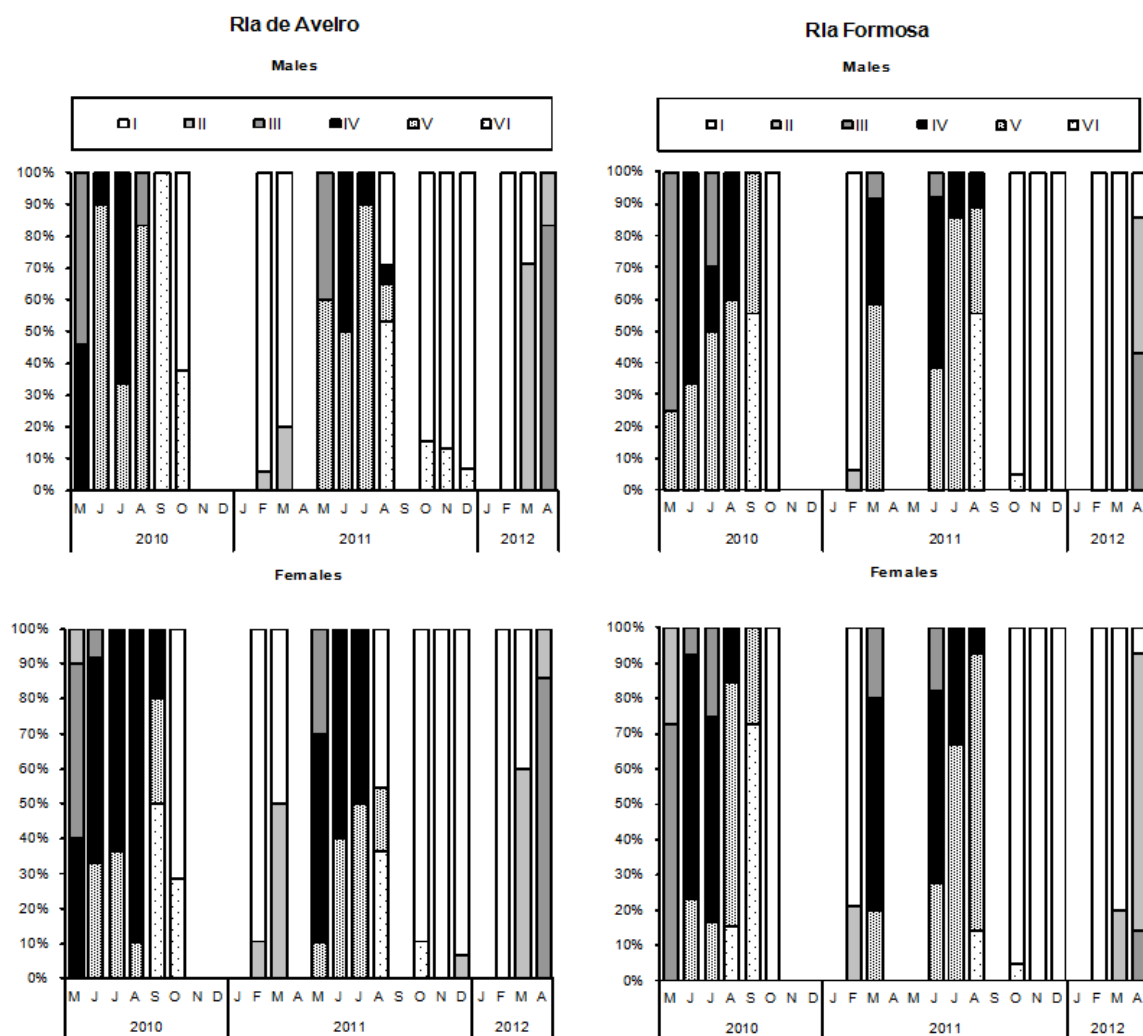 Ria de Aveiro
Males
I II III IV V VI
100%
90%
80%
70%
60%
50%
40%
30%
20%
10%
0%
M J J A S O N D J F M A M J J A S O N D J F M A
2010 2011 2012
Females
100%
90%
80%
70%
60%
50%
40%
30%
20%
10%
0%
M J J A S O N D J F M A M J J A S O N D J F M A
2010 2011 2012
Ria Formosa
Males
I II III IV V VI
100%
90%
80%
70%
60%
50%
40%
30%
20%
10%
0%
M J J A S O N D J F M A M J J A S O N D J F M A
2010 2011 2012
Females
100%
90%
80%
70%
60%
50%
40%
30%
20%
10%
0%
M J J A S O N D J F M A M J J A S O N D J F M A
2010 2011 2012